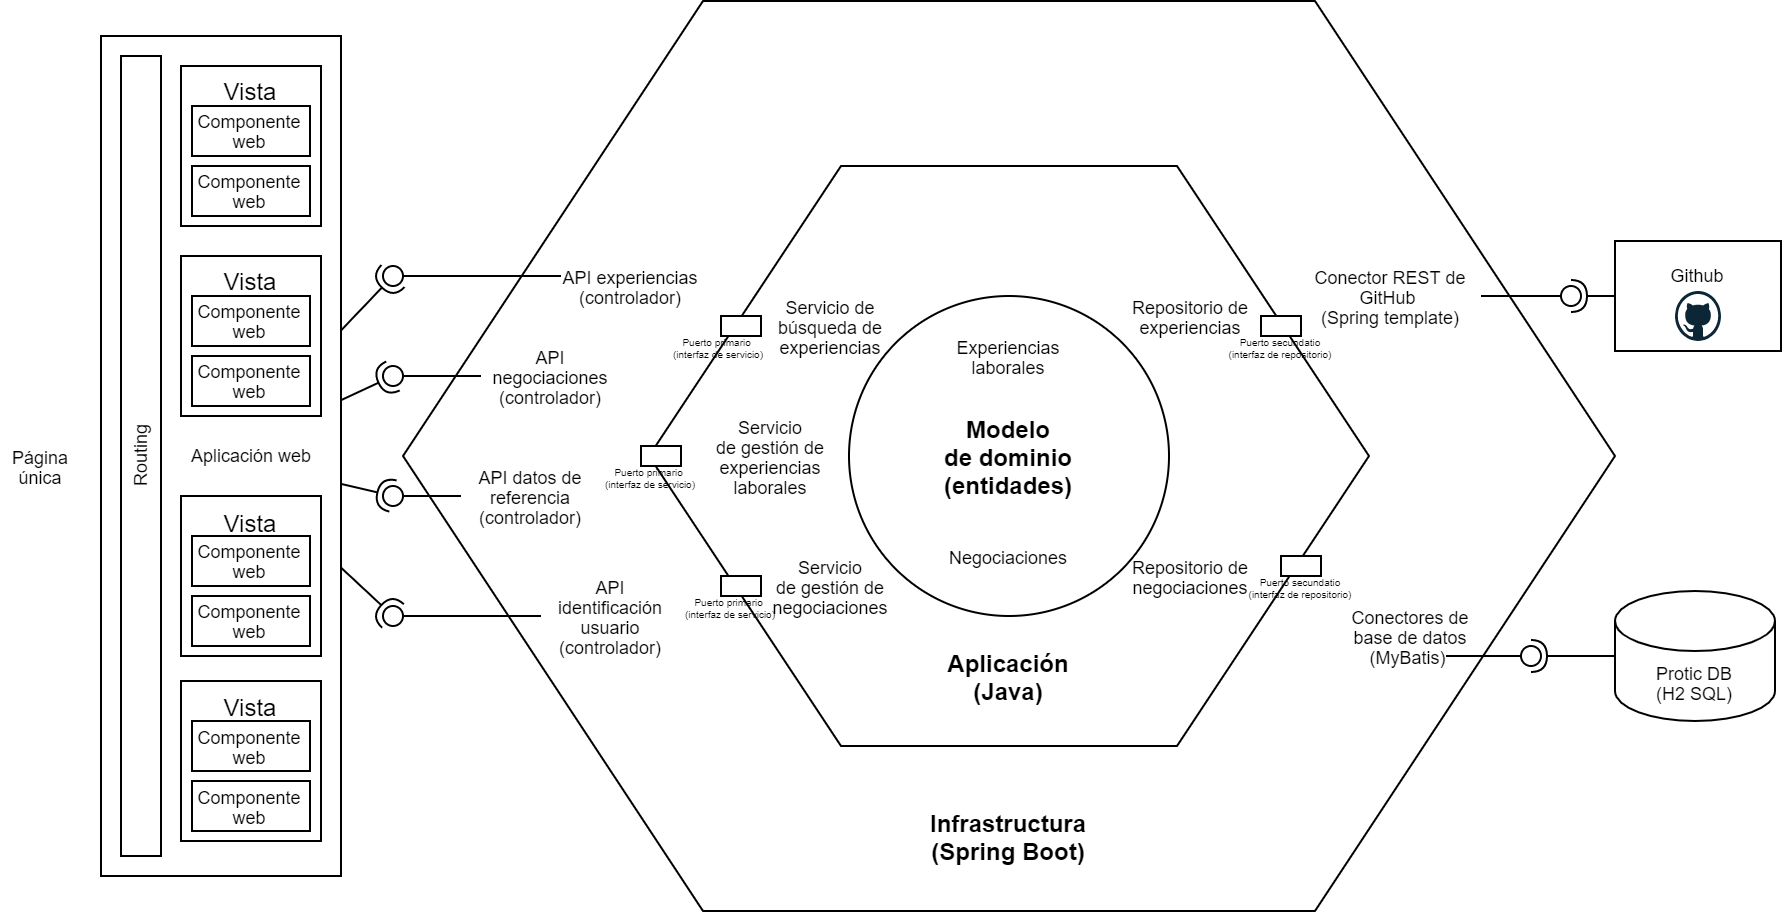 Página
única
Routing
Vista
Componente
web
Componente
web
Vista
Componente
web
Componente
web
Aplicación web
Vista
Componente
web
Componente
web
Vista
Componente
web
Componente
web
API experiencias
(controlador)
API
negociaciones
(controlador)
API datos de
referencia
(controlador)
API
identificación
usuario
(controlador)
Puerto primario
(interfaz de servicio)
Servicio de
búsqueda de
experiencias
Puerto primario
(interfaz de servicio)
Servicio
de gestión de
experiencias
laborales
Puerto primario
(interfaz de servicio)
Servicio
de gestión de
negociaciones
Experiencias
laborales
Modelo
de dominio
(entidades)
Negociaciones
Aplicación
(Java)
Infrastructura
(Spring Boot)
Repositorio de
experiencias
Puerto secundatio
(interfaz de repositorio)
Repositorio de
negociaciones
Puerto secundatio
(interfaz de repositorio)
Conector REST de
GitHub
(Spring template)
Conectores de
base de datos
(MyBatis)
Github
Protic DB
(H2 SQL)